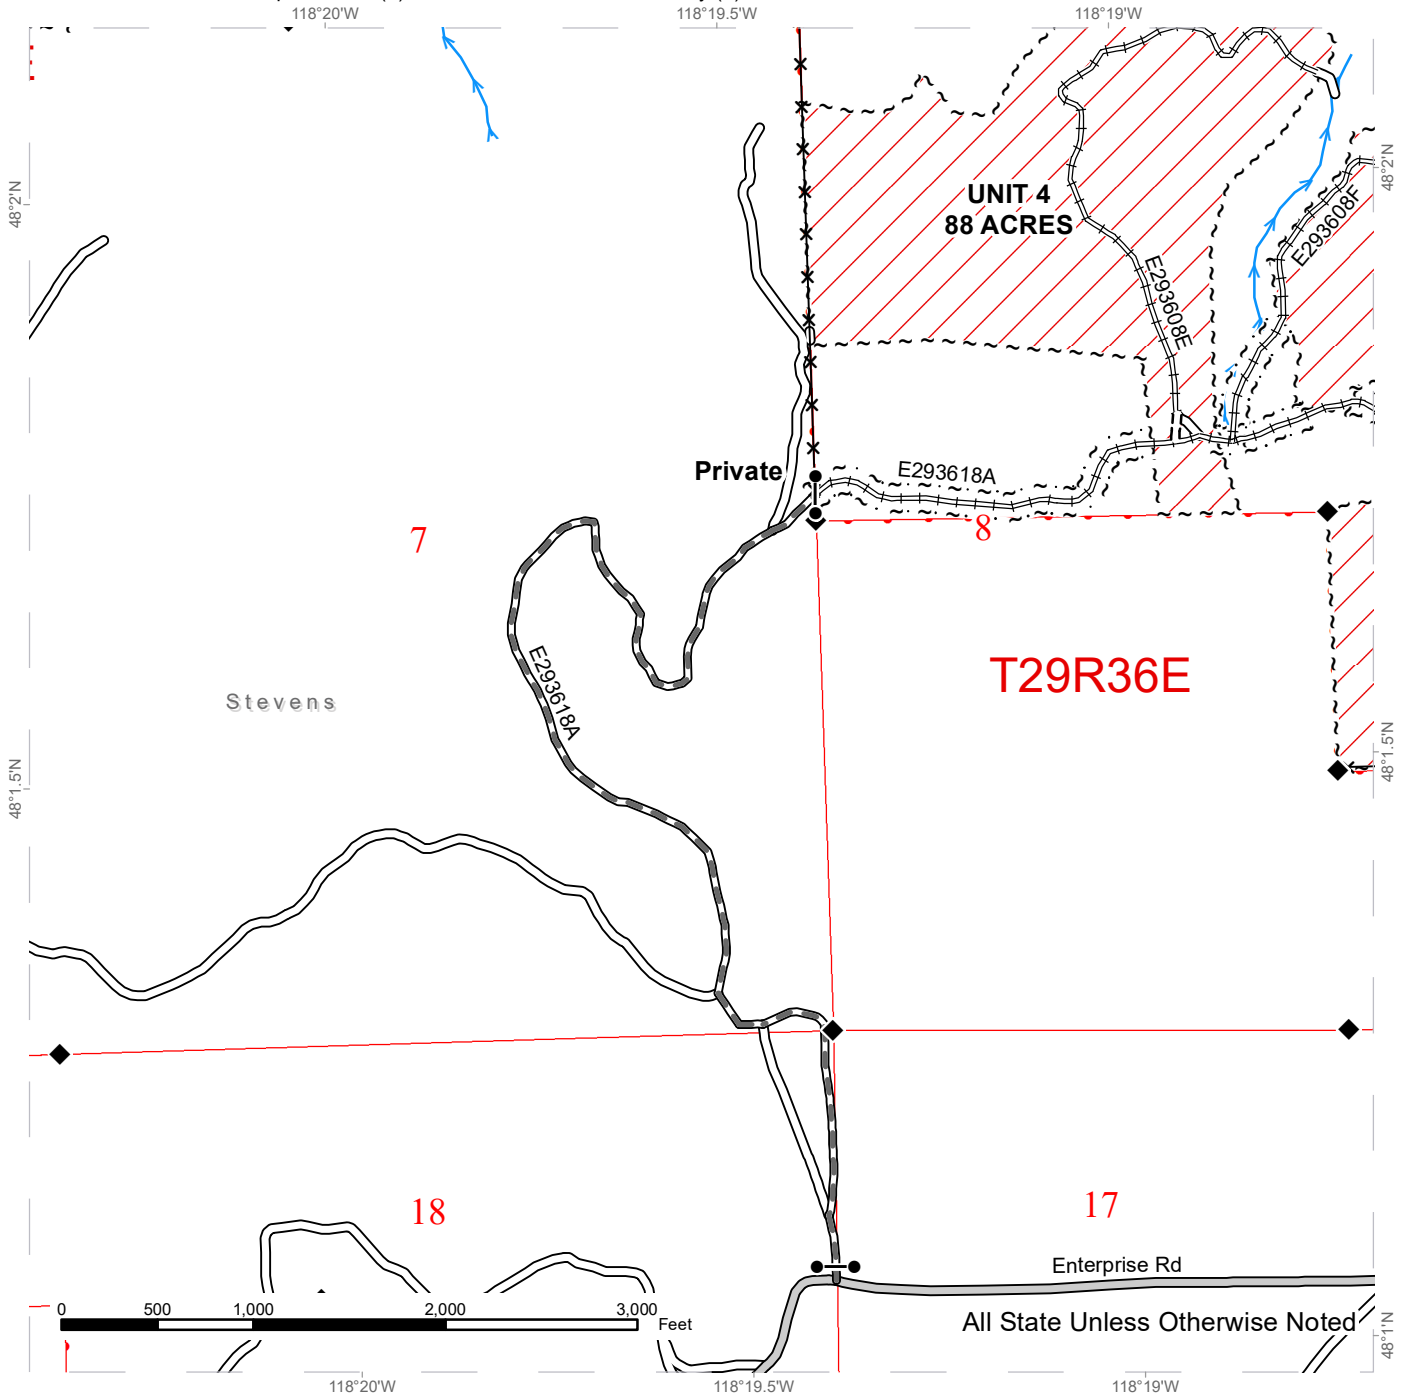 118°20'W
118°19.5'W
118°19'W
48°2'N
48°2'N
UNIT 4
88 ACRES
E293608F
E293608E
Private
E293618A
7
8
T29R36E
E293618A
Stevens
48°1.5'N
48°1.5'N
18
17
Enterprise Rd
0 500 1,000 2,000 3,000
Feet
All State Unless Otherwise Noted
48°1'N
118°20'W
118°19.5'W
118°19'W